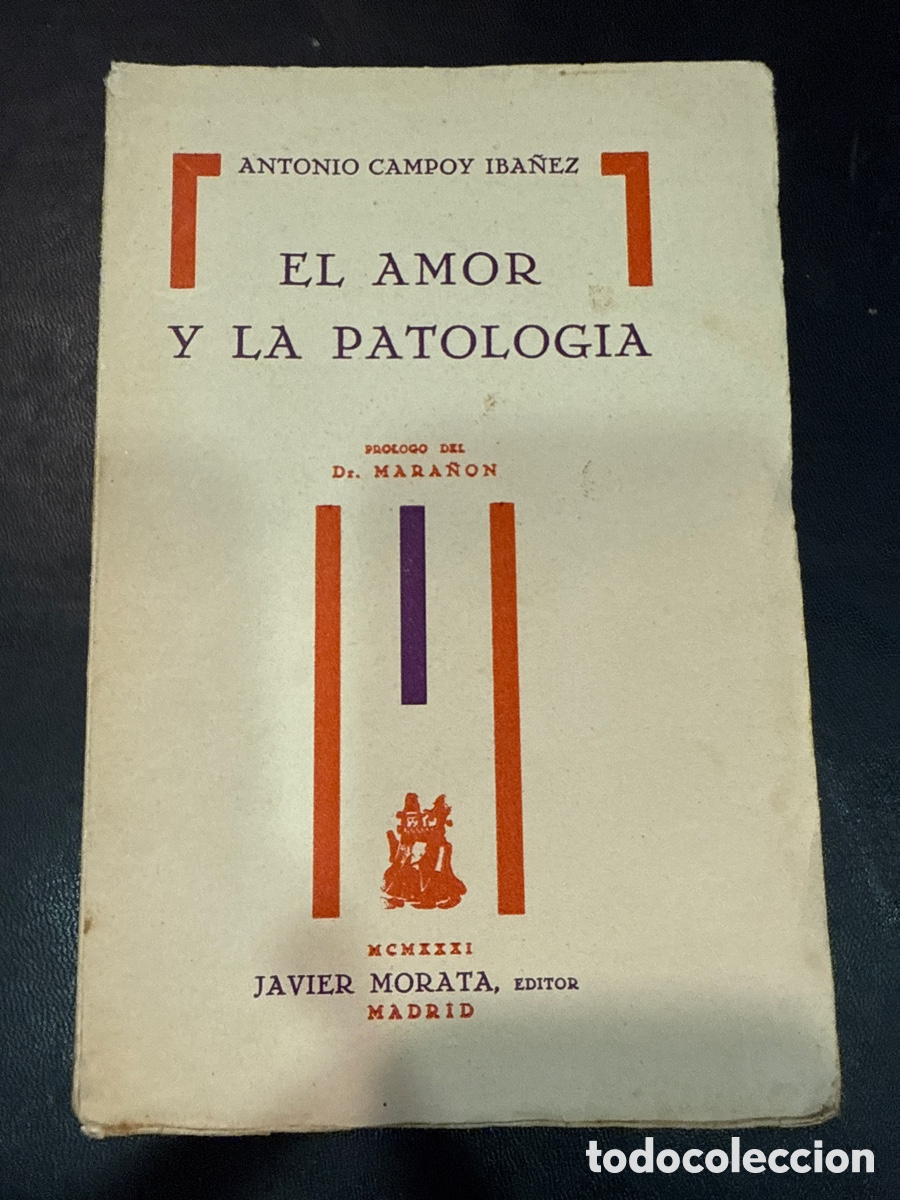 ANTONIO CAMPOY IBAÑEZ
EL AMOR
Y LA PATOLOGIA
PROLOGO DEL
Dr. MARAÑON
MCMXXXI
JAVIER MORATA, EDITOR
MADRID
todocoleccion